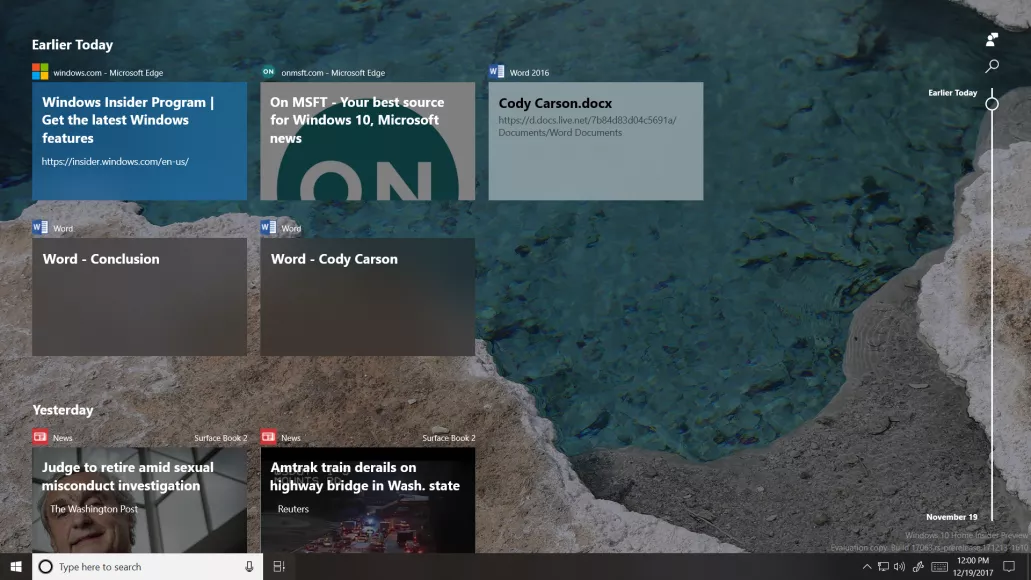 Earlier Today
windows.com - Microsoft Edge
onmsft.com - Microsoft Edge
Word 2016
Windows Insider Program |
Get the latest Windows
features
https://insider.windows.com/en-us/
On MSFT - Your best source
for Windows 10, Microsoft
news
ON
Cody Carson.docx
https://d.docs.live.net/7b84d83d04c5691a/
Documents/Word Documents
Earlier Today
Word
Word
Word - Conclusion
Word - Cody Carson
Yesterday
News
Surface Book 2
News
Surface Book 2
Judge to retire amid sexual
misconduct investigation
The Washington Post
Amtrak train derails on
highway bridge in Wash. state
Reuters
November 19
Windows 10 Home Insider Preview
Evaluation copy. Build 17063.rs_prerelease.171213-1610
Type here to search
12:00 PM
12/19/2017